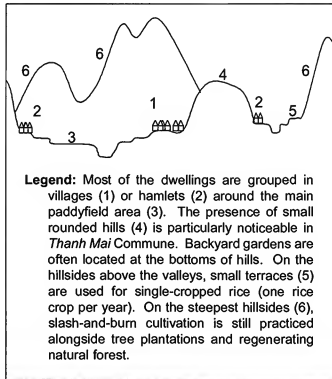 6
6
4
6
2
1
2
5
3
Legend: Most of the dwellings are grouped in
villages (1) or hamlets (2) around the main
paddyfield area (3). The presence of small
rounded hills (4) is particularly noticeable in
Thanh Mai Commune. Backyard gardens are
often located at the bottoms of hills. On the
hillsides above the valleys, small terraces (5)
are used for single-cropped rice (one rice
crop per year). On the steepest hillsides (6),
slash-and-burn cultivation is still practiced
alongside tree plantations and regenerating
natural forest.